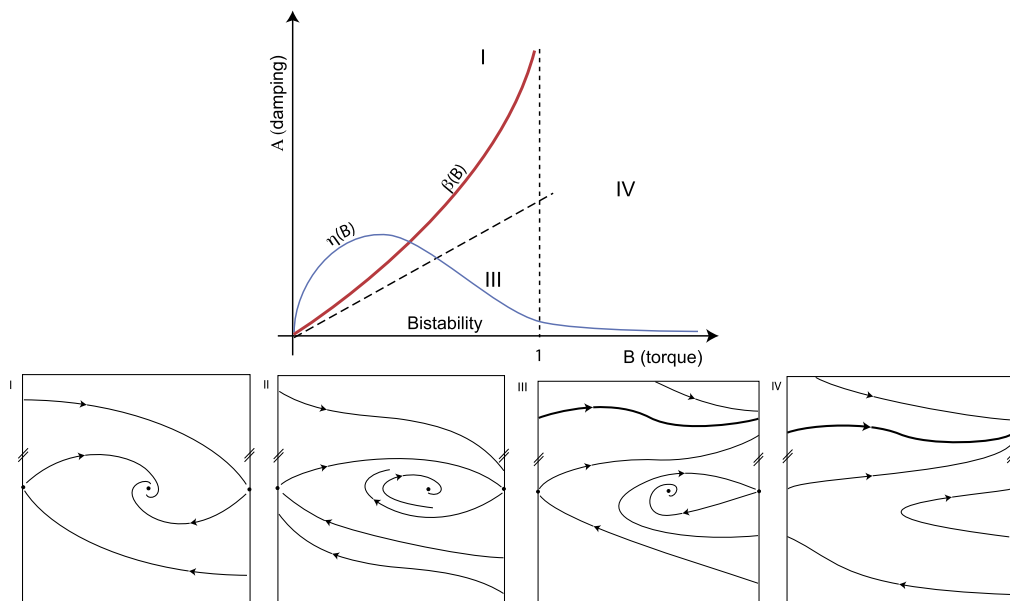 A (damping)
I
β(B)
IV
η(B)
III
Bistability
1
B (torque)
I
II
III
IV